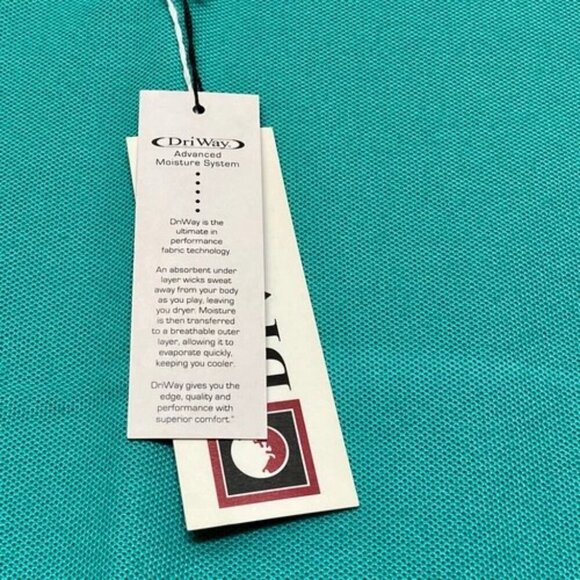 DriWay
Advanced
Moisture System
DriWay is the
ultimate in
performance
fabric technology
An absorbent under
layer wicks sweat
away from your body
as you play, leaving
you dryer. Moisture
is then transferred
to a breathable outer
layer, allowing it to
evaporate quickly,
keeping you cooler.
DriWay gives you the
edge, quality and
performance with
superior comfort.™